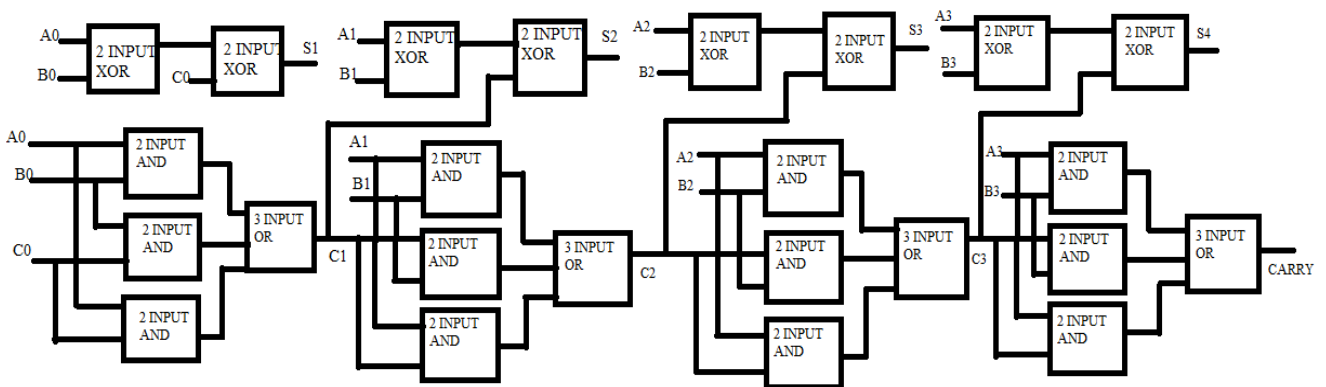 A0
B0
2 INPUT
XOR
C0
2 INPUT
XOR
S1
A1
B1
2 INPUT
XOR
2 INPUT
XOR
S2
A2
B2
2 INPUT
XOR
2 INPUT
XOR
S3
A3
B3
2 INPUT
XOR
2 INPUT
XOR
S4
A0
B0
C0
2 INPUT
AND
2 INPUT
AND
2 INPUT
AND
3 INPUT
OR
C1
A1
B1
2 INPUT
AND
2 INPUT
AND
2 INPUT
AND
3 INPUT
OR
C2
A2
B2
2 INPUT
AND
2 INPUT
AND
2 INPUT
AND
3 INPUT
OR
C3
A3
B3
2 INPUT
AND
2 INPUT
AND
2 INPUT
AND
3 INPUT
OR
CARRY